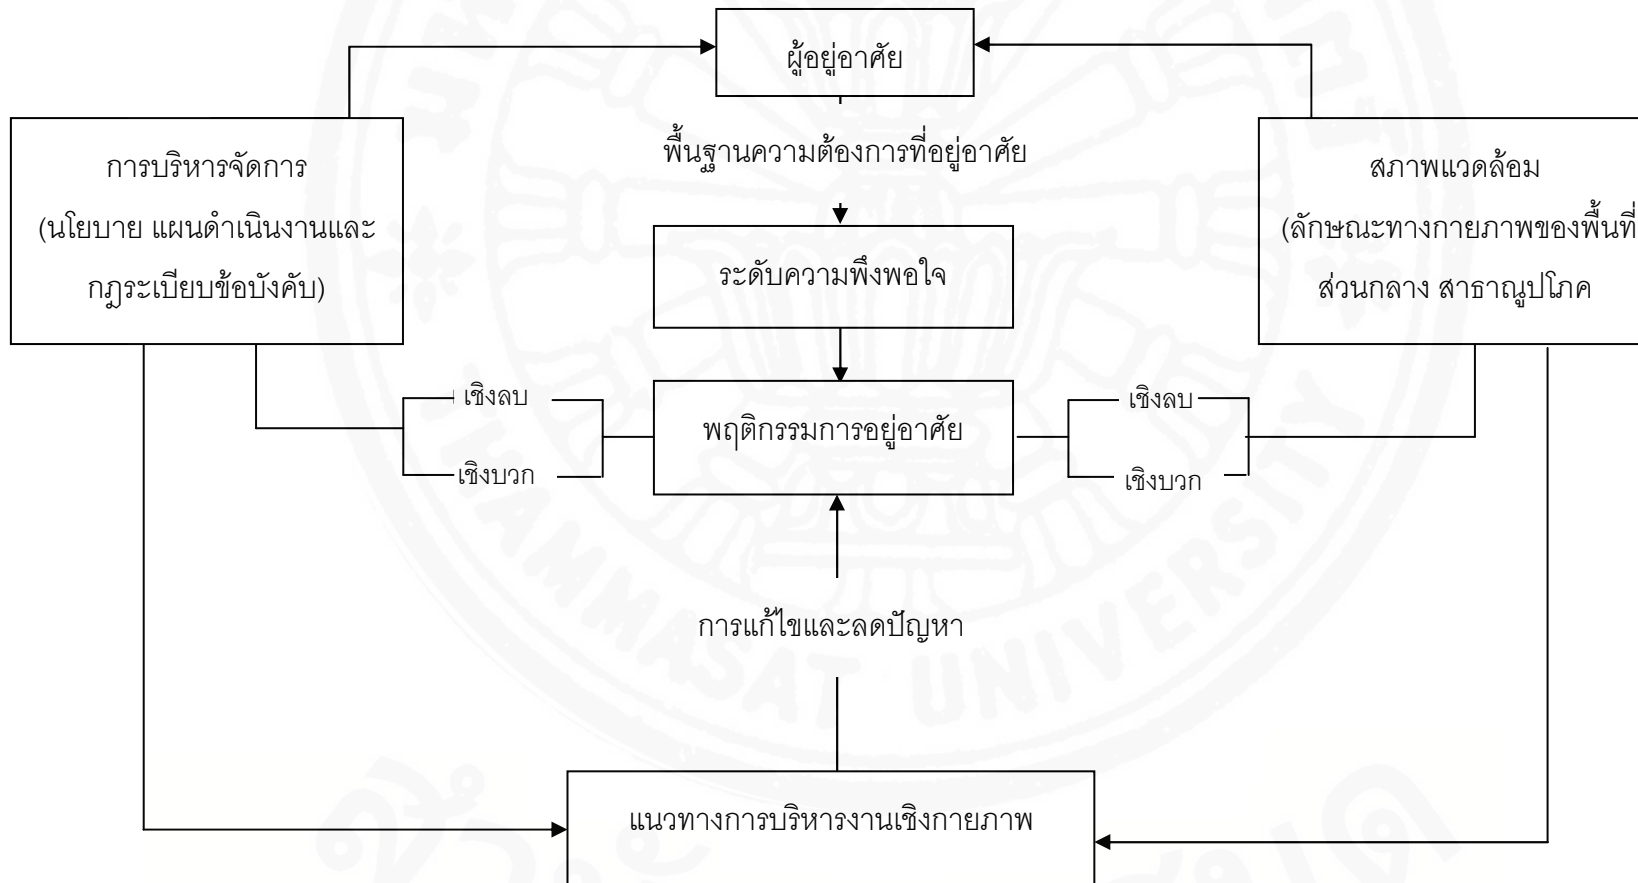 ผู้อยู่อาศัย
พื้นฐานความต้องการที่อยู่อาศัย
การบริหารจัดการ
(นโยบาย แผนดำเนินงานและ
กฎระเบียบข้อบังคับ)
สภาพแวดล้อม
(ลักษณะทางกายภาพของพื้นที่
ส่วนกลาง สาธาณูปโภค
ระดับความพึงพอใจ
เชิงลบ
เชิงบวก
พฤติกรรมการอยู่อาศัย
เชิงลบ
เชิงบวก
การแก้ไขและลดปัญหา
แนวทางการบริหารงานเชิงกายภาพ
THAMMASAT UNIVERSITY